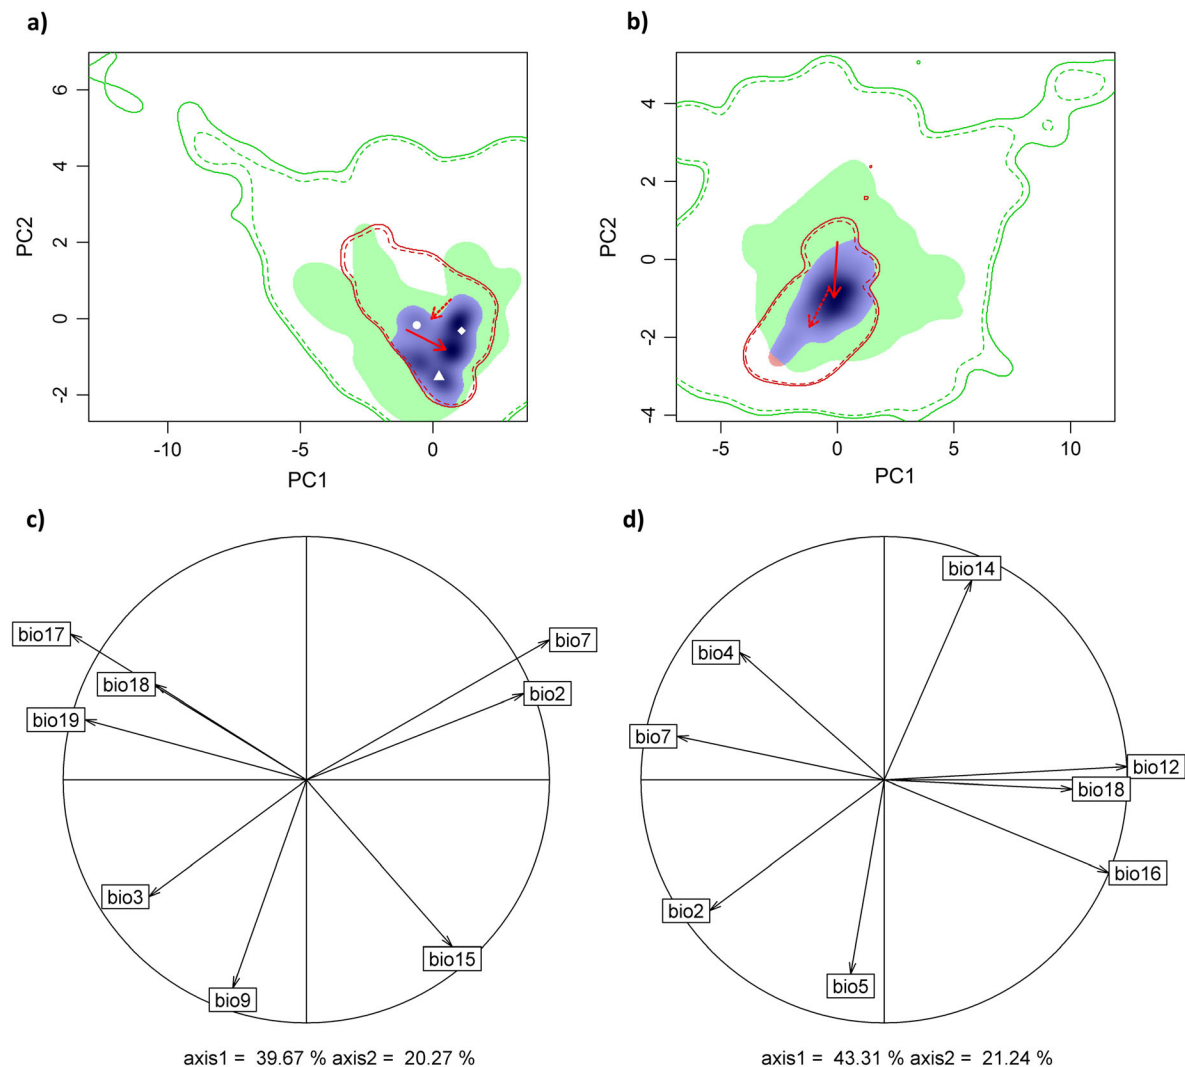 a)
b)
6
4
2
0
2
PC2
-10
-5
0
PC1
4
2
0
-2
-4
PC2
-5
0
5
10
PC1
c)
d)
bio17
bio18
bio19
bio7
bio2
bio3
bio9
bio15
axis1 = 39.67 % axis2 = 20.27 %
bio14
bio4
bio7
bio12
bio18
bio16
bio2
bio5
axis1 = 43.31 % axis2 = 21.24 %